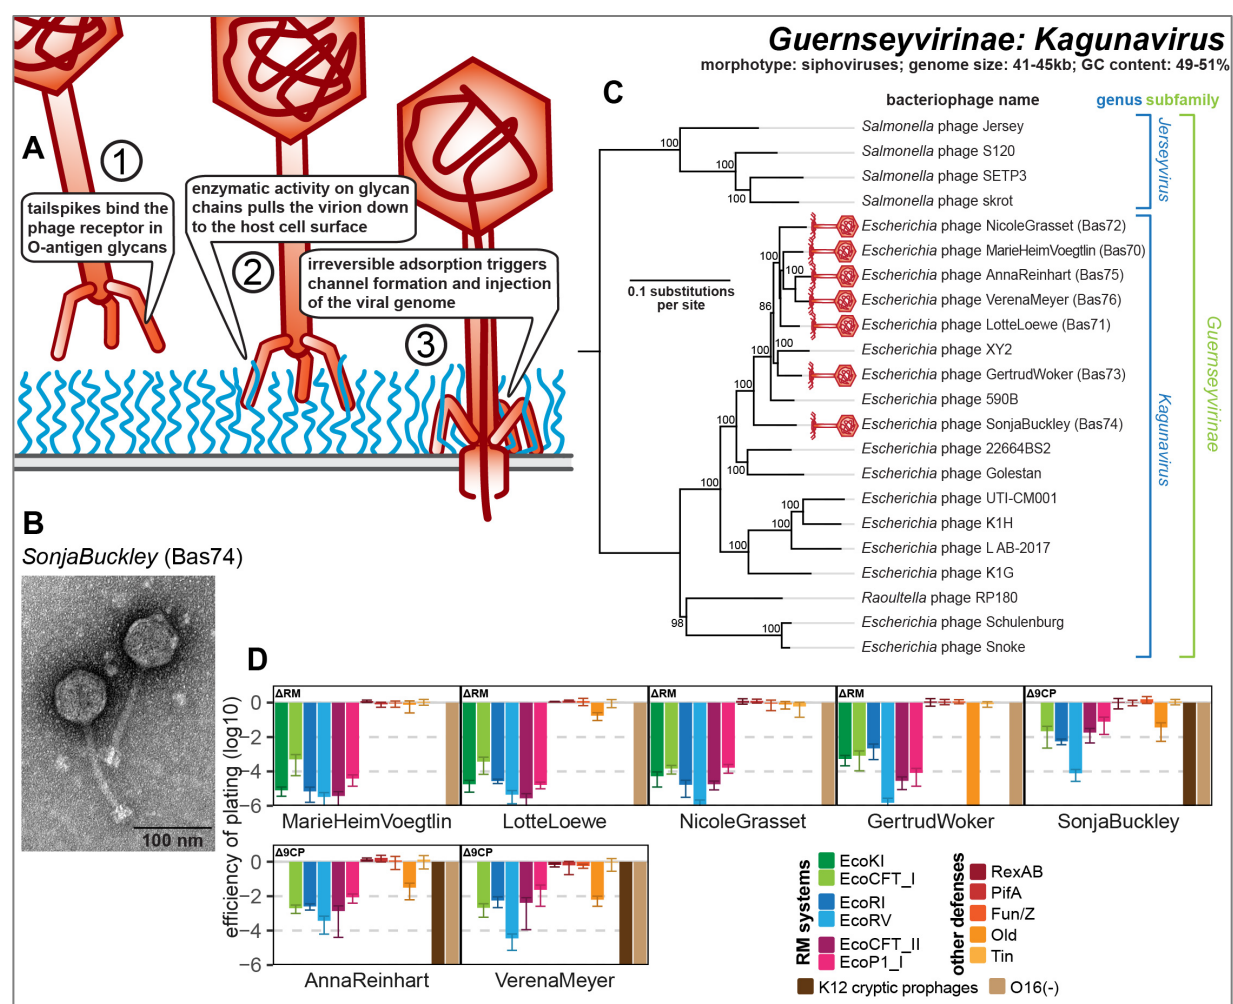 Guernseyvirinae: Kagunavirus
morphotype: siphoviruses; genome size: 41-45kb; GC content: 49-51%
A
1
tailspikes bind the
phage receptor in
O-antigen glycans
enzymatic activity on glycan
chains pulls the virion down
to the host cell surface
2
irreversible adsorption triggers
channel formation and injection
of the viral genome
3
B
SonjaBuckley (Bas74)
100 nm
C
bacteriophage name
genus subfamily
Salmonella phage Jersey
Salmonella phage S120
Salmonella phage SETP3
Salmonella phage skrot
Escherichia phage NicoleGrasset (Bas72)
Escherichia phage MarieHeimVoegtlin (Bas70)
Escherichia phage AnnaReinhart (Bas75)
Escherichia phage VerenaMeyer (Bas76)
Escherichia phage LotteLoewe (Bas71)
Escherichia phage XY2
Escherichia phage GertrudWoker (Bas73)
Escherichia phage 590B
Escherichia phage SonjaBuckley (Bas74)
Escherichia phage 22664BS2
Escherichia phage Golestan
Escherichia phage UTI-CM001
Escherichia phage K1H
Escherichia phage LAB-2017
Escherichia phage K1G
Raoultella phage RP180
Escherichia phage Schulenburg
Escherichia phage Snoke
100
100
100
100
100
86
100
100
100
100
100
100
100
100
100
98
100
0.1 substitutions
per site
Jerseyvirus
Kagunavirus
Guernseyvirinae
D
efficiency of plating (log10)
0
−2
−4
−6
ΔRM
ΔRM
ΔRM
ΔRM
Δ9CP
MarieHeimVoegtlin
LotteLoewe
NicoleGrasset
GertrudWoker
SonjaBuckley
0
−2
−4
−6
Δ9CP
Δ9CP
AnnaReinhart
VerenaMeyer
RM systems
EcoKI
EcoCFT_I
EcoRI
EcoRV
EcoCFT_II
EcoP1_I
other defenses
RexAB
PifA
Fun/Z
Old
Tin
K12 cryptic prophages
O16(-)